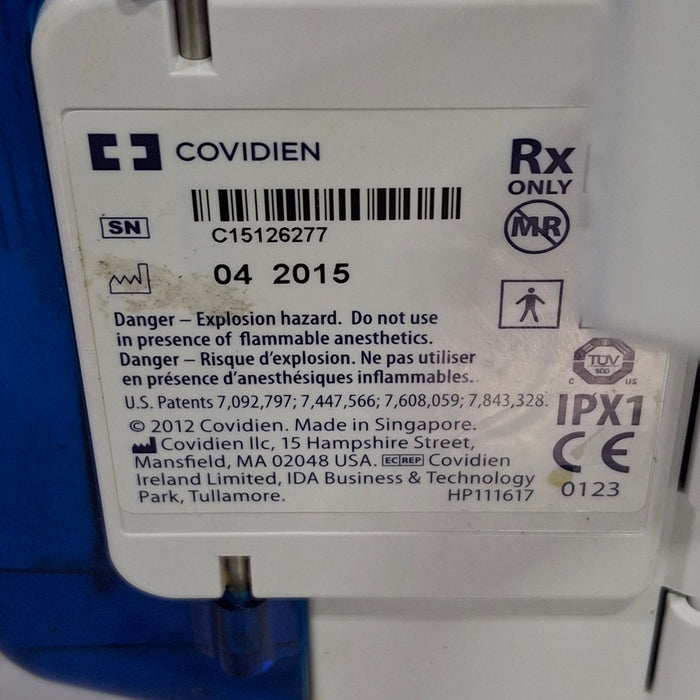 COVIDIEN
Rx
ONLY
SN
C15126277
MR
04 2015
Danger – Explosion hazard. Do not use
in presence of flammable anesthetics.
Danger – Risque d'explosion. Ne pas utiliser
en présence d'anesthésiques inflammables.
TÜV
SÜD
C US
U.S. Patents 7,092,797; 7,447,566; 7,608,059; 7,843,328.
IPX1
© 2012 Covidien. Made in Singapore.
Covidien llc, 15 Hampshire Street,
Mansfield, MA 02048 USA. EC REP Covidien
Ireland Limited, IDA Business & Technology
Park, Tullamore.
HP111617
CE
0123